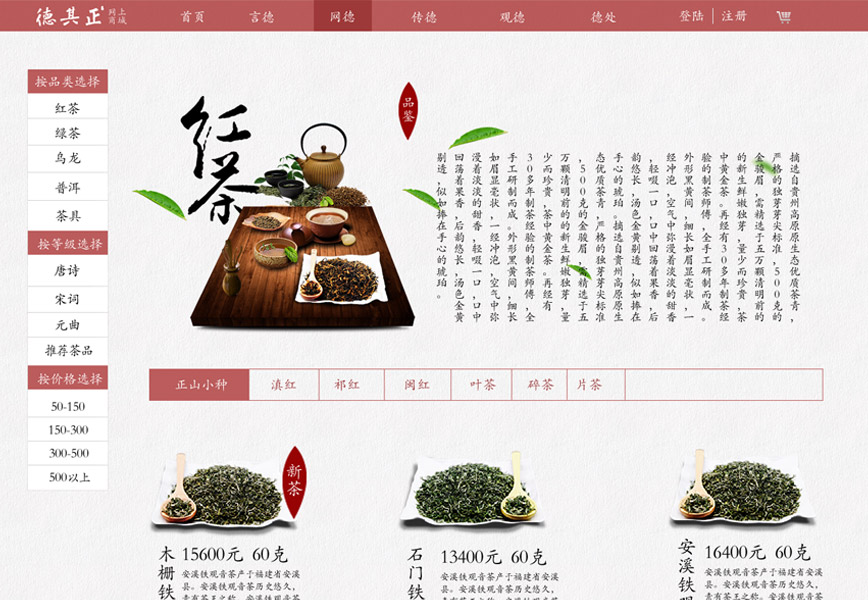 德其正
网上商城
首页
言德
网德
传德
观德
德处
登陆
注册
按品类选择
红茶
绿茶
乌龙
普洱
茶具
按等级选择
唐诗
宋词
元曲
推荐茶品
按价格选择
50-150
150-300
300-500
500以上
红茶
品鉴
摘选自贵州高原原生态优质茶青，
严格的独芽芽尖标准，500克的
金骏眉，需精选于五万颗清明前的
的新生鲜嫩独芽，量少而珍贵，茶
中黄金茶。再经有30多年制茶经
验的制茶师傅，全手工研制而成。
外形黑黄间，细长如眉显毫状，一
经冲泡，空气中弥漫着淡淡的甜香
，轻啜一口，口中回荡着果香，后
韵悠长，汤色金黄剔透，似如捧在
手心的琥珀。摘选自贵州高原原生
态优质茶青，严格的独芽芽尖标准
，500克的金骏眉，需精选于五
万颗清明前的的新生鲜嫩独芽，量
少而珍贵，茶中黄金茶。再经有
30多年制茶经验的制茶师傅，全
手工研制而成。外形黑黄间，细长
如眉显毫状，一经冲泡，空气中弥
漫着淡淡的甜香，轻啜一口，口中
回荡着果香，后韵悠长，汤色金黄
剔透，似如捧在手心的琥珀。
正山小种
滇红
祁红
闽红
叶茶
碎茶
片茶
新茶
木栅铁
15600元 60克
安溪铁观音茶产于福建省安溪
县。安溪铁观音茶历史悠久，
素有茶王之称。安溪铁观音茶
石门铁
13400元 60克
安溪铁观音茶产于福建省安溪
县。安溪铁观音茶历史悠久，
素有茶王之称。安溪铁观音茶
安溪铁观
16400元 60克
安溪铁观音茶产于福建省安溪
县。安溪铁观音茶历史悠久，
素有茶王之称。安溪铁观音茶